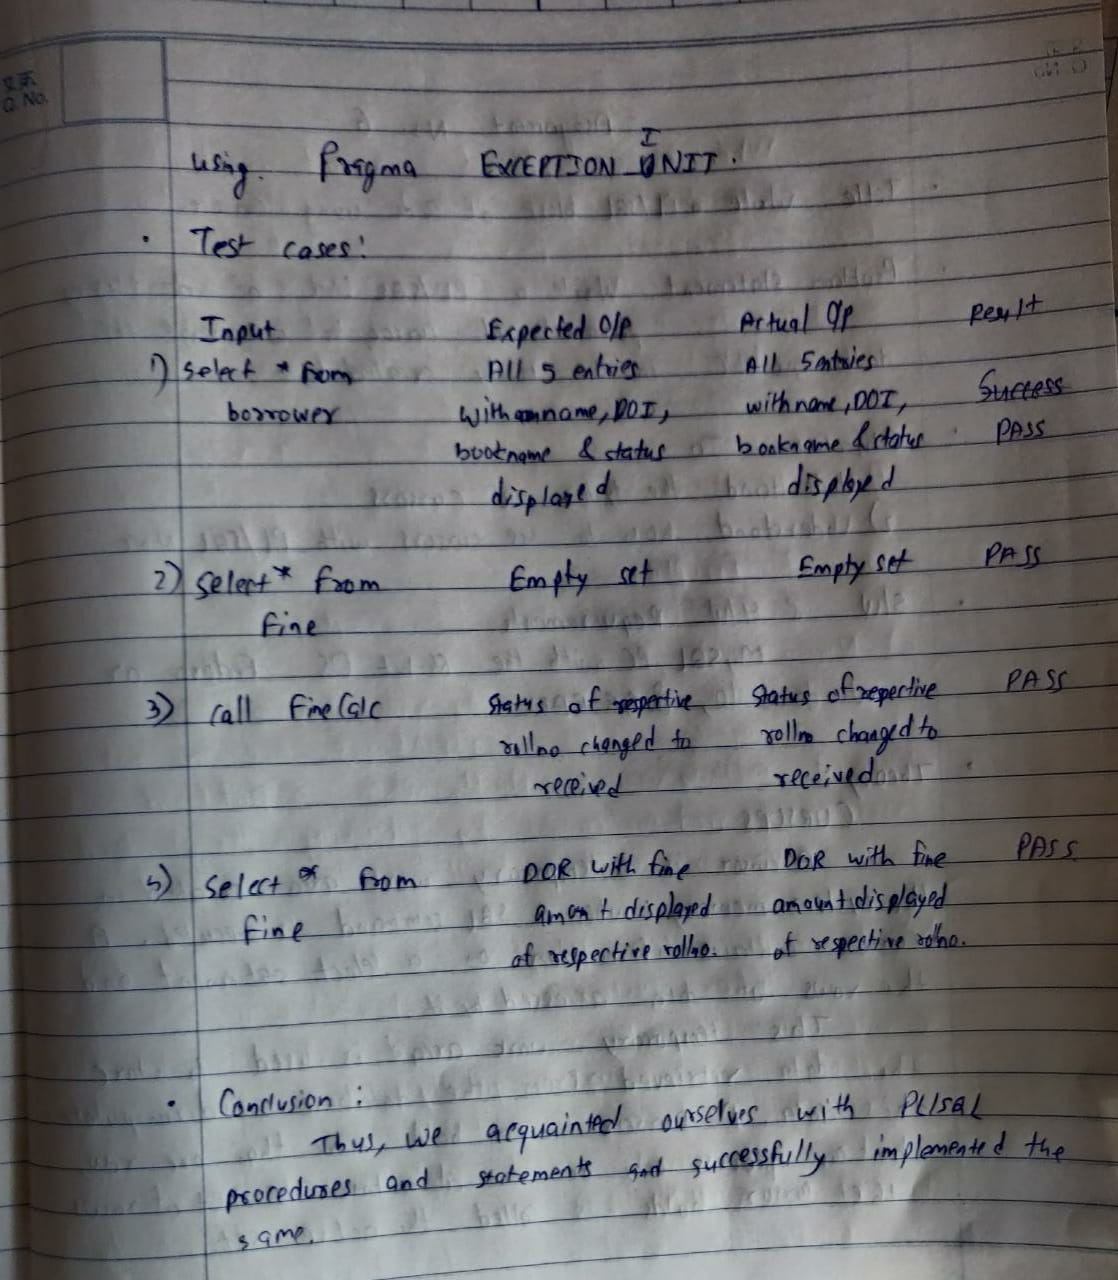 Q. No.
using. Pragma EXCEPTION_INIT.
• Test cases:
Input Expected O/P Actual O/P Result
1) Select * from All 5 entries All 5 entries Success
borrower with name, DOI, with name, DOI, PASS
bookname & status bookname & status
displayed displayed
2) Select * from Empty set Empty set PASS
fine
3) Call FineCalc Status of respective Status of repective PASS
rollno changed to rollno changed to
received received
4) Select * from DOR with fine DOR with fine PASS
fine amount displayed amount displayed
of respective rollno. of respective rollno.
• Conclusion :
Thus, we acquainted ourselves with PL/SQL
procedures and statements and successfully implemented the
same.